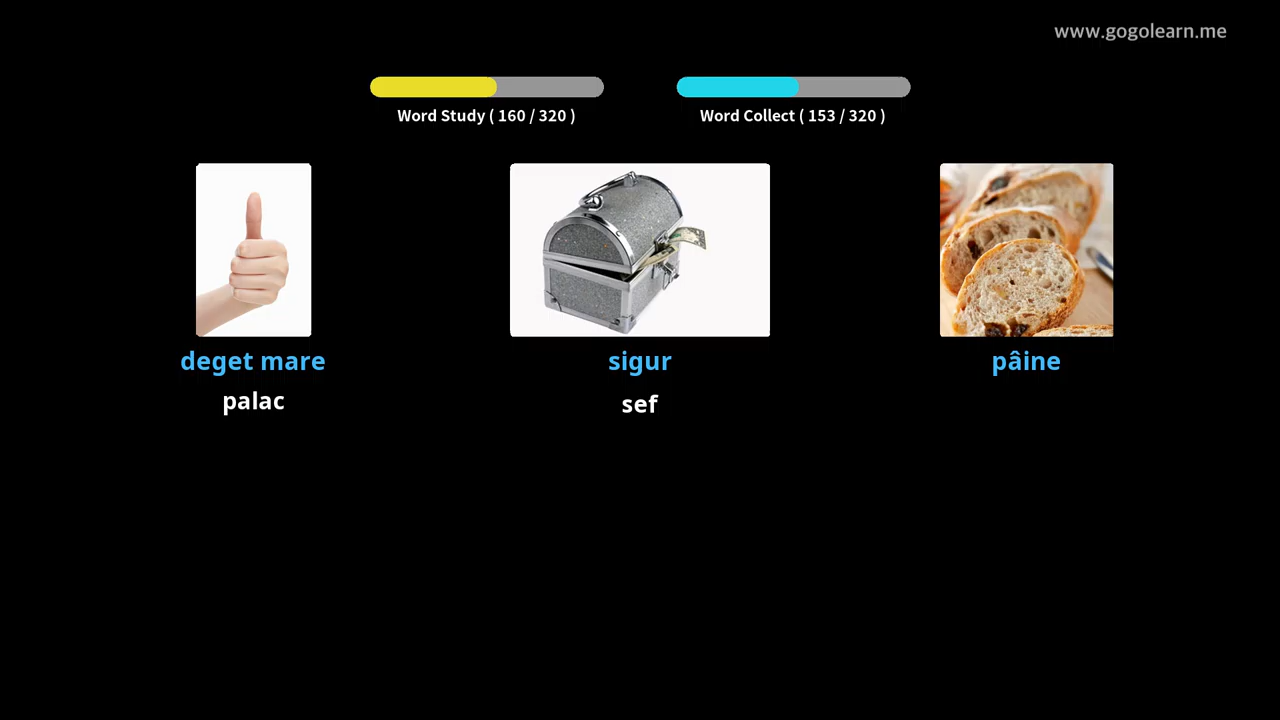 www.gogolearn.me
Word Study ( 160 / 320 )
Word Collect ( 153 / 320 )
deget mare
sigur
pâine
palac
sef